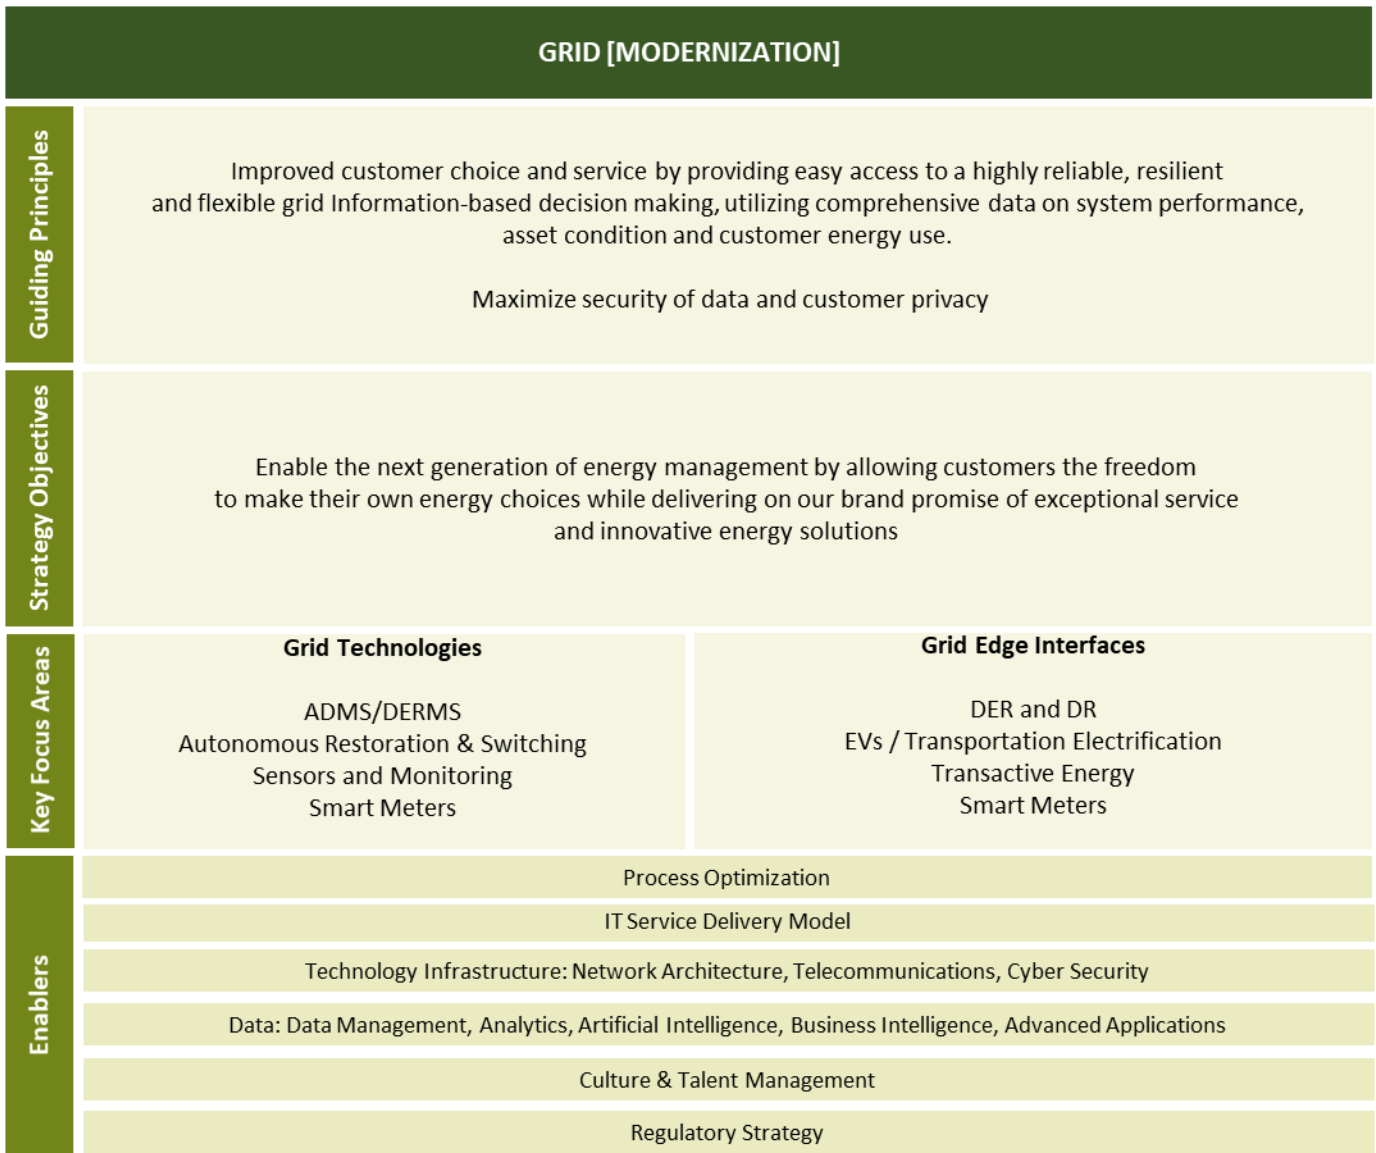 GRID [MODERNIZATION]
Guiding Principles
Improved customer choice and service by providing easy access to a highly reliable, resilient
and flexible grid Information-based decision making, utilizing comprehensive data on system performance,
asset condition and customer energy use.
Maximize security of data and customer privacy
Strategy Objectives
Enable the next generation of energy management by allowing customers the freedom
to make their own energy choices while delivering on our brand promise of exceptional service
and innovative energy solutions
Key Focus Areas
Grid Technologies
ADMS/DERMS
Autonomous Restoration & Switching
Sensors and Monitoring
Smart Meters
Grid Edge Interfaces
DER and DR
EVs / Transportation Electrification
Transactive Energy
Smart Meters
Enablers
Process Optimization
IT Service Delivery Model
Technology Infrastructure: Network Architecture, Telecommunications, Cyber Security
Data: Data Management, Analytics, Artificial Intelligence, Business Intelligence, Advanced Applications
Culture & Talent Management
Regulatory Strategy